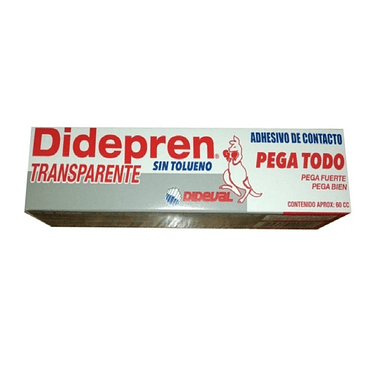 Didepren®
TRANSPARENTE
SIN TOLUENO
DIDEVAL
ADHESIVO DE CONTACTO
PEGA TODO
PEGA FUERTE
PEGA BIEN
CONTENIDO APROX: 60 CC